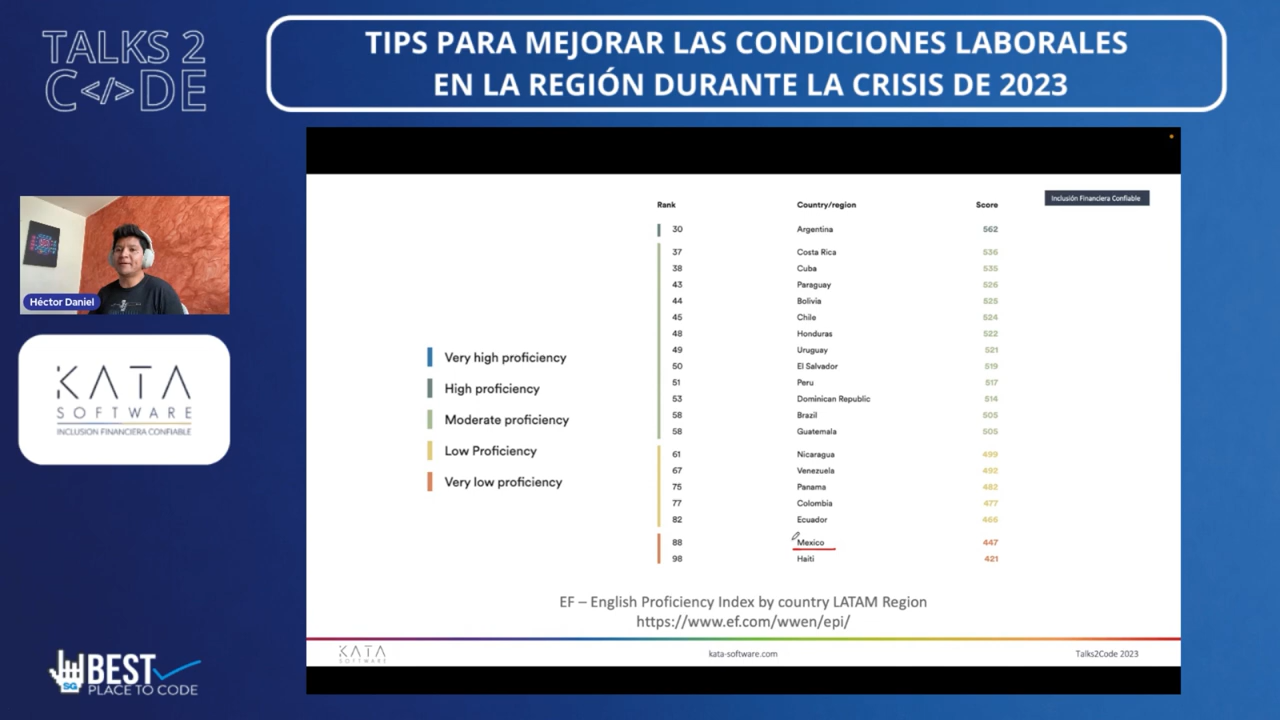 TALKS 2
C</>DE
TIPS PARA MEJORAR LAS CONDICIONES LABORALES
EN LA REGIÓN DURANTE LA CRISIS DE 2023
Héctor Daniel
KATA
SOFTWARE
INCLUSIÓN FINANCIERA CONFIABLE
SG
BEST
PLACE TO CODE
Inclusión Financiera Confiable
Rank Country/region Score
30 Argentina 562
37 Costa Rica 536
38 Cuba 535
43 Paraguay 526
44 Bolivia 525
45 Chile 524
48 Honduras 522
49 Uruguay 521
50 El Salvador 519
51 Peru 517
53 Dominican Republic 514
58 Brazil 505
58 Guatemala 505
61 Nicaragua 499
67 Venezuela 492
75 Panama 482
77 Colombia 477
82 Ecuador 466
88 Mexico 447
98 Haiti 421
Very high proficiency
High proficiency
Moderate proficiency
Low Proficiency
Very low proficiency
EF – English Proficiency Index by country LATAM Region
https://www.ef.com/wwen/epi/
KATA
SOFTWARE
kata-software.com
Talks2Code 2023